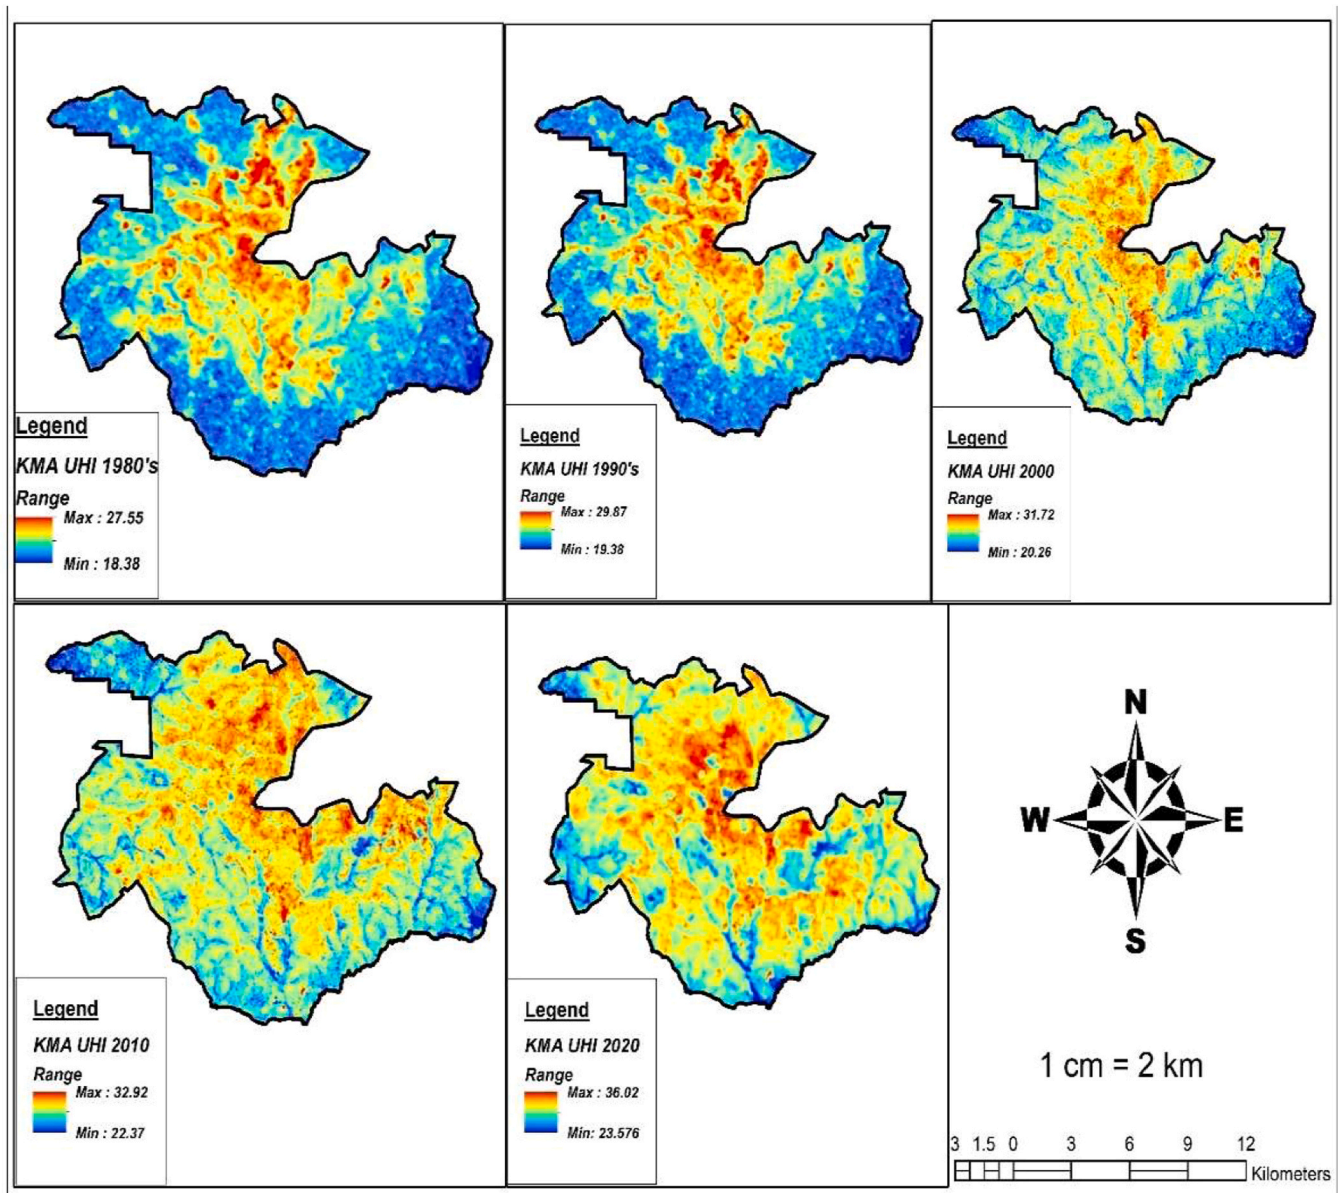 Legend
KMA UHI 1980's
Range
Max : 27.55
Min : 18.38
Legend
KMA UHI 1990's
Range
Max : 29.87
Min : 19.38
Legend
KMA UHI 2000
Range
Max : 31.72
Min : 20.26
Legend
KMA UHI 2010
Range
Max : 32.92
Min : 22.37
Legend
KMA UHI 2020
Range
Max : 36.02
Min: 23.576
N
W E
S
1 cm = 2 km
3 1.5 0 3 6 9 12
Kilometers